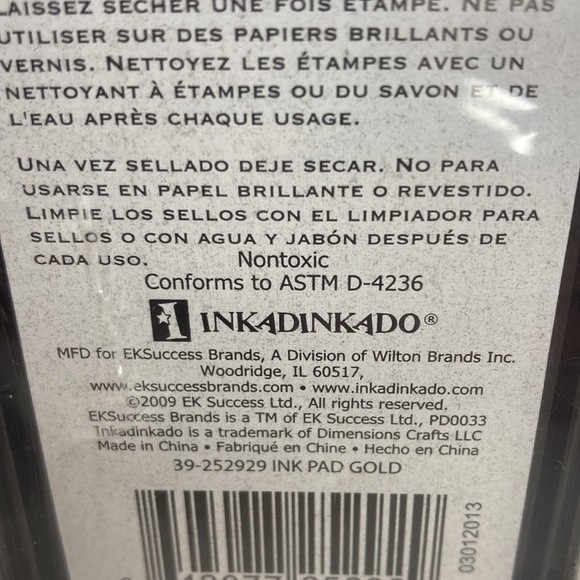 LAISSEZ SÉCHER UNE FOIS ÉTAMPÉ. NE PAS
UTILISER SUR DES PAPIERS BRILLANTS OU
VERNIS. NETTOYEZ LES ÉTAMPES AVEC UN
NETTOYANT À ÉTAMPES OU DU SAVON ET DE
L'EAU APRÈS CHAQUE USAGE.
UNA VEZ SELLADO DEJE SECAR. NO PARA
USARSE EN PAPEL BRILLANTE O REVESTIDO.
LIMPIE LOS SELLOS CON EL LIMPIADOR PARA
SELLOS O CON AGUA Y JABÓN DESPUÉS DE
CADA USO. Nontoxic
Conforms to ASTM D-4236
INKADINKADO®
MFD for EKSuccess Brands, A Division of Wilton Brands Inc.
Woodridge, IL 60517,
www.eksuccessbrands.com • www.inkadinkado.com
©2009 EK Success Ltd., All rights reserved.
EKSuccess Brands is a TM of EK Success Ltd., PD0033
Inkadinkado is a trademark of Dimensions Crafts LLC
Made in China • Fabriqué en Chine • Hecho en China
39-252929 INK PAD GOLD
03012013